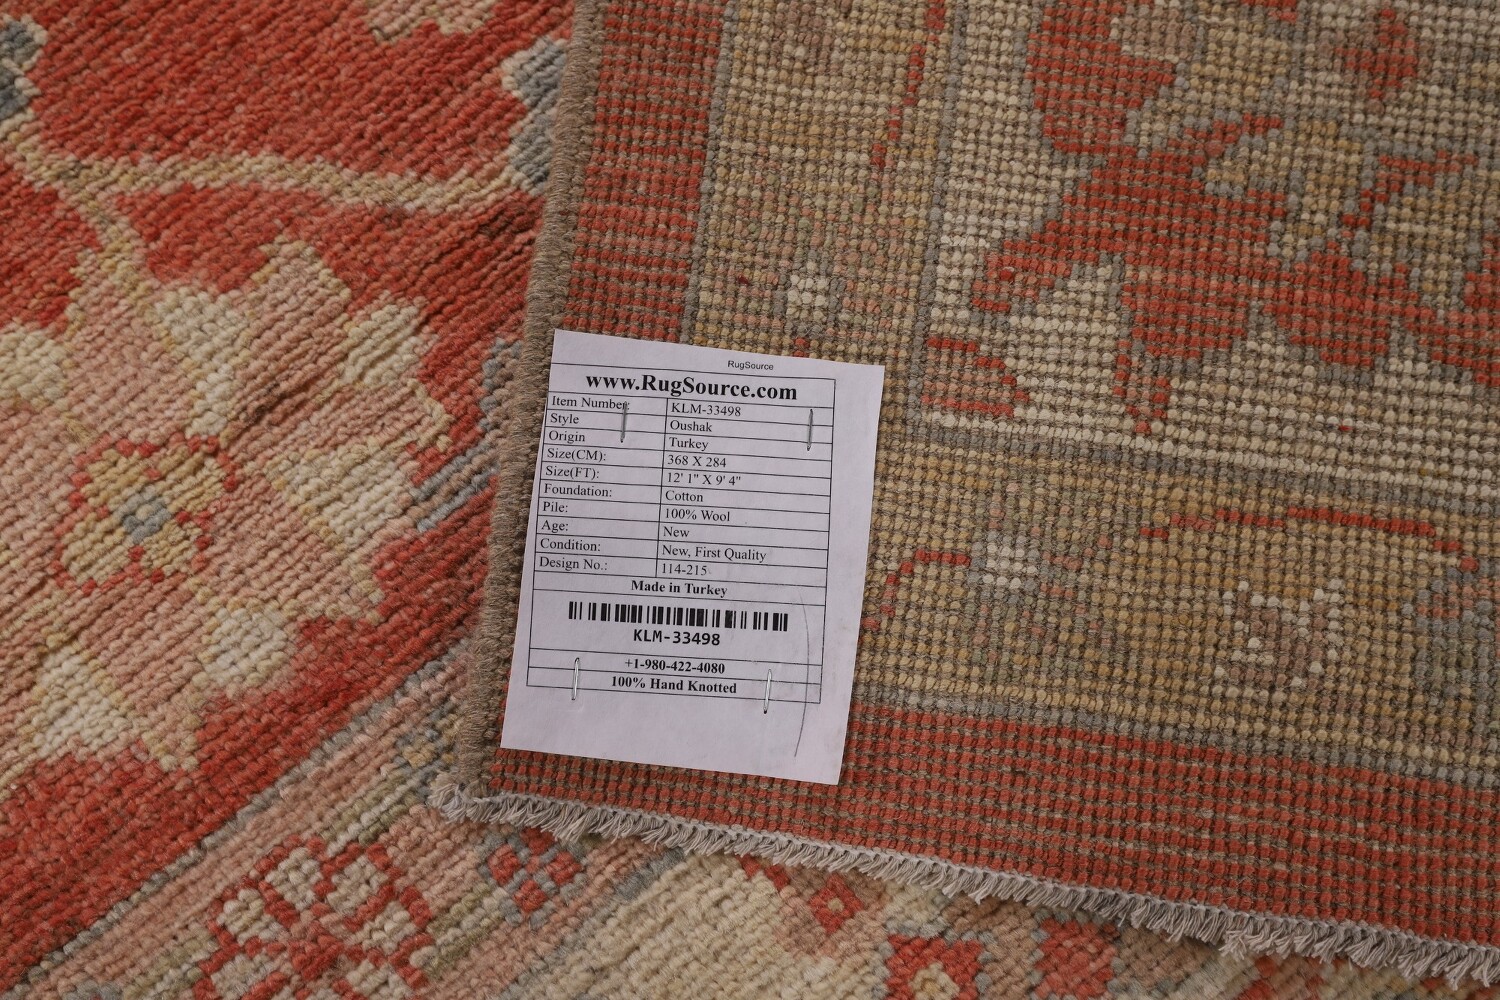 RugSource
www.RugSource.com
Item Number: KLM-33498
Style Oushak
Origin Turkey
Size(CM): 368 X 284
Size(FT): 12' 1" X 9' 4"
Foundation: Cotton
Pile: 100% Wool
Age: New
Condition: New, First Quality
Design No.: 114-215
Made in Turkey
KLM-33498
+1-980-422-4080
100% Hand Knotted